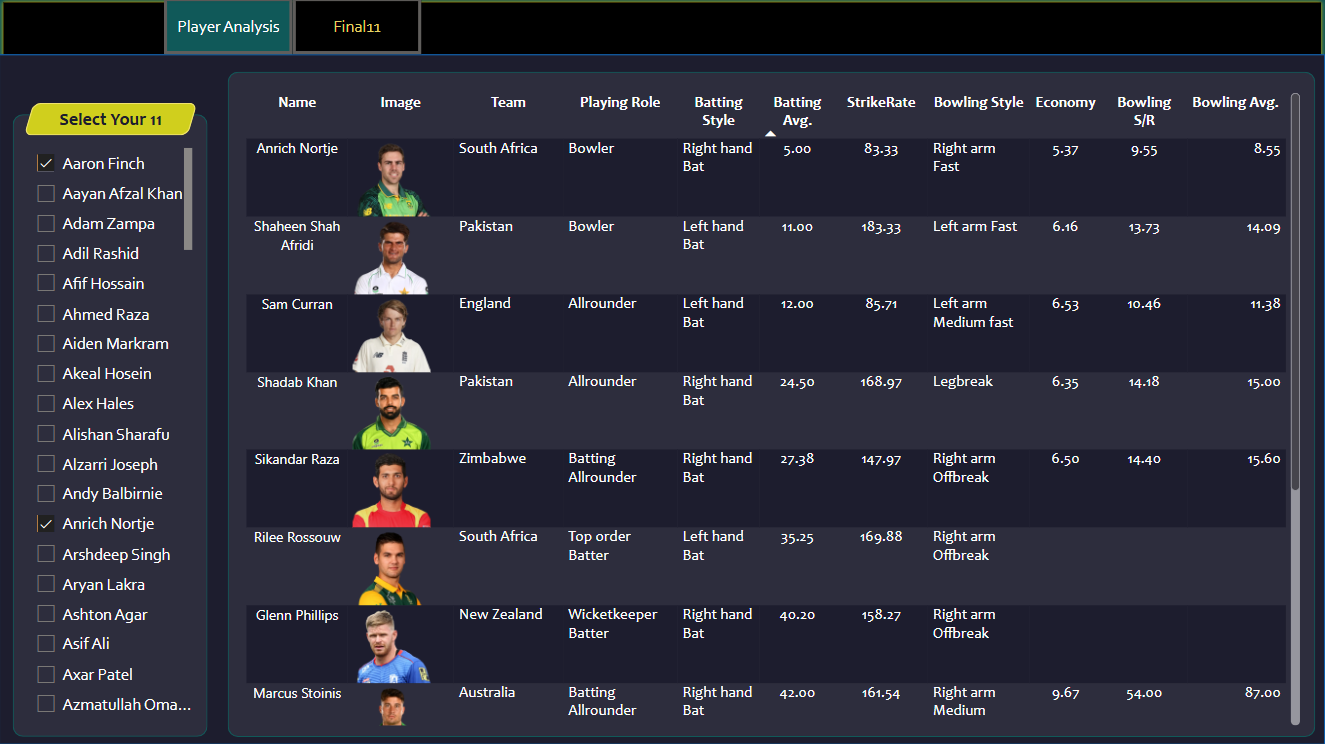 Player Analysis
Final11
Select Your 11
Aaron Finch
Aayan Afzal Khan
Adam Zampa
Adil Rashid
Afif Hossain
Ahmed Raza
Aiden Markram
Akeal Hosein
Alex Hales
Alishan Sharafu
Alzarri Joseph
Andy Balbirnie
Anrich Nortje
Arshdeep Singh
Aryan Lakra
Ashton Agar
Asif Ali
Axar Patel
Azmatullah Oma...
Name Image Team Playing Role Batting Batting StrikeRate Bowling Style Economy Bowling Bowling Avg.
Style Avg. S/R
Anrich Nortje South Africa Bowler Right hand 5.00 83.33 Right arm 5.37 9.55 8.55
Bat Fast
Shaheen Shah Pakistan Bowler Left hand 11.00 183.33 Left arm Fast 6.16 13.73 14.09
Afridi Bat
Sam Curran England Allrounder Left hand 12.00 85.71 Left arm 6.53 10.46 11.38
Bat Medium fast
Shadab Khan Pakistan Allrounder Right hand 24.50 168.97 Legbreak 6.35 14.18 15.00
Bat
Sikandar Raza Zimbabwe Batting Right hand 27.38 147.97 Right arm 6.50 14.40 15.60
Allrounder Bat Offbreak
Rilee Rossouw South Africa Top order Left hand 35.25 169.88 Right arm
Batter Bat Offbreak
Glenn Phillips New Zealand Wicketkeeper Right hand 40.20 158.27 Right arm
Batter Bat Offbreak
Marcus Stoinis Australia Batting Right hand 42.00 161.54 Right arm 9.67 54.00 87.00
Allrounder Bat Medium